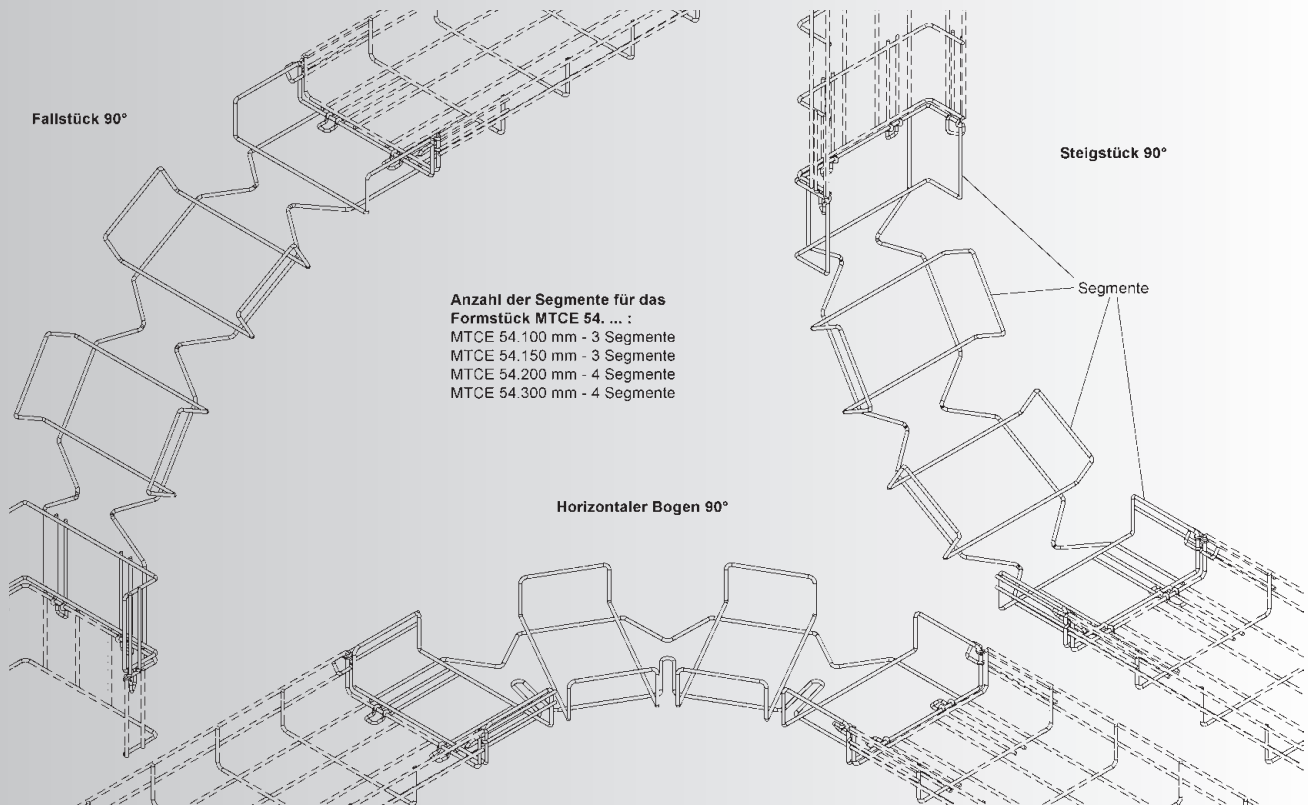 Fallstück 90°
Steigstück 90°
Segmente
Anzahl der Segmente für das
Formstück MTCE 54. ... :
MTCE 54.100 mm - 3 Segmente
MTCE 54.150 mm - 3 Segmente
MTCE 54.200 mm - 4 Segmente
MTCE 54.300 mm - 4 Segmente
Horizontaler Bogen 90°